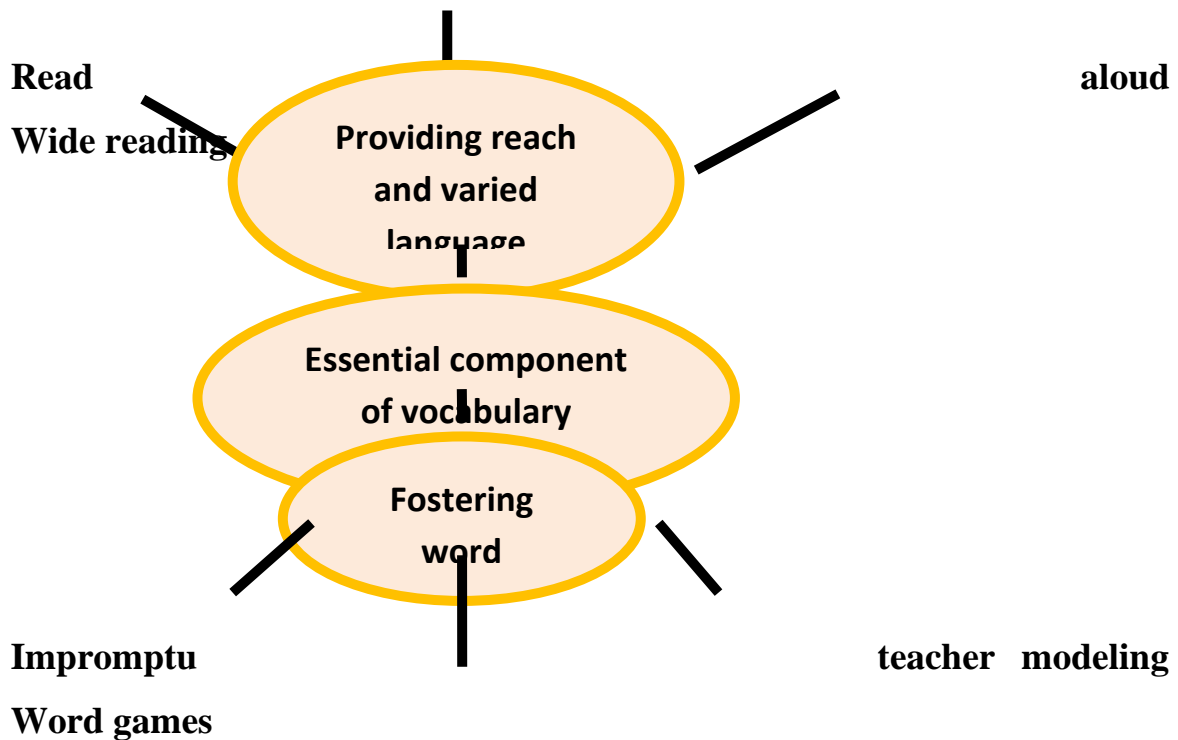 Read aloud
Wide reading
Providing reach
and varied
language
Essential component
of vocabulary
Fostering
word
Impromptu teacher modeling
Word games